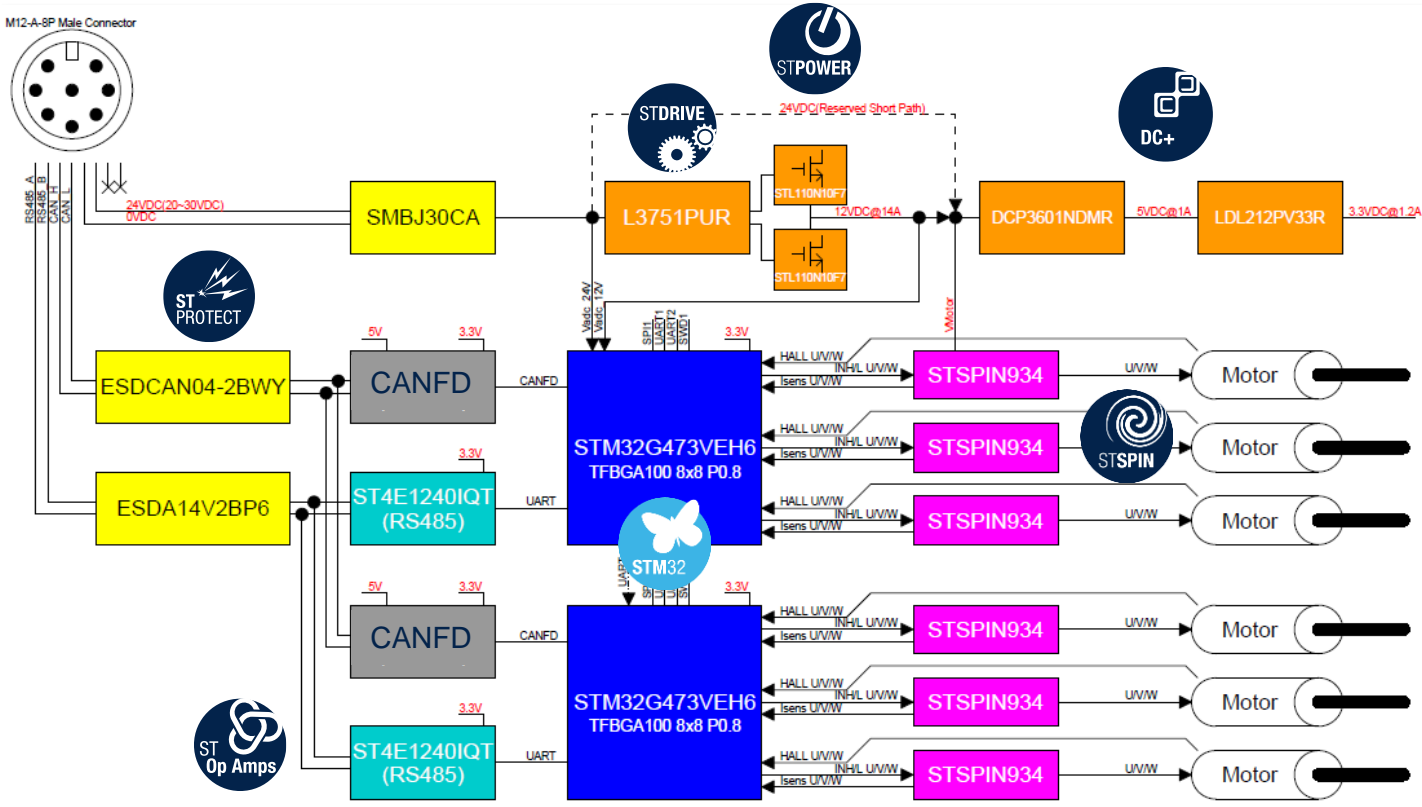 M12-A-8P Male Connector
STPOWER
24VDC(Reserved Short Path)
STDRIVE
DC+
STL110N10F7
RS485_A
RS485_B
CAN_H
CAN_L
24VDC(20~30VDC)
0VDC
SMBJ30CA
L3751PUR
12VDC@14A
DCP3601NDMR
5VDC@1A
LDL212PV33R
3.3VDC@1.2A
STL110N10F7
ST
PROTECT
Vadc_24V
Vadc_12V
SPI1
UART1
UART2
SWD1
VMotor
5V
3.3V
3.3V
ESDCAN04-2BWY
CANFD
CANFD
HALL U/V/W
INH/L U/V/W
Isens U/V/W
STSPIN934
U/V/W
Motor
STM32G473VEH6
TFBGA100 8x8 P0.8
HALL U/V/W
INH/L U/V/W
Isens U/V/W
STSPIN934
STSPIN
U/V/W
Motor
3.3V
ESDA14V2BP6
ST4E1240IQT
(RS485)
UART
HALL U/V/W
INH/L U/V/W
Isens U/V/W
STSPIN934
U/V/W
Motor
STM32
UART
5V
3.3V
3.3V
CANFD
CANFD
HALL U/V/W
INH/L U/V/W
Isens U/V/W
STSPIN934
U/V/W
Motor
STM32G473VEH6
TFBGA100 8x8 P0.8
HALL U/V/W
INH/L U/V/W
Isens U/V/W
STSPIN934
U/V/W
Motor
3.3V
ST
Op Amps
ST4E1240IQT
(RS485)
UART
HALL U/V/W
INH/L U/V/W
Isens U/V/W
STSPIN934
U/V/W
Motor